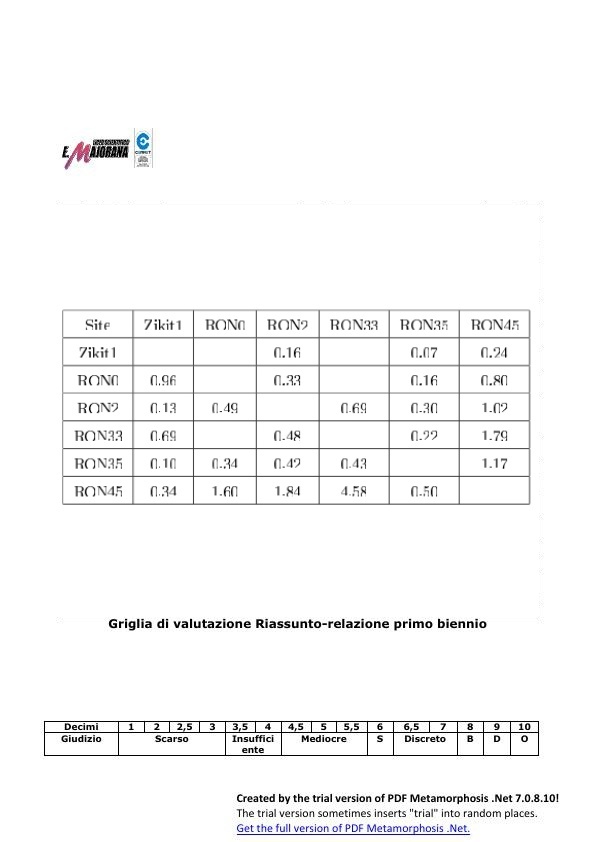 LICEO SCIENTIFICO
E. MAJORANA
Site Zikit1 RON0 RON2 RON33 RON35 RON45
Zikit1 0.16 0.07 0.24
RON0 0.96 0.33 0.16 0.80
RON2 0.13 0.49 0.69 0.30 1.02
RON33 0.69 0.48 0.22 1.79
RON35 0.10 0.34 0.42 0.43 1.17
RON45 0.34 1.60 1.84 4.58 0.50
Griglia di valutazione Riassunto-relazione primo biennio
Decimi 1 2 2,5 3 3,5 4 4,5 5 5,5 6 6,5 7 8 9 10
Giudizio Scarso Insuffici Mediocre S Discreto B D O
ente
Created by the trial version of PDF Metamorphosis .Net 7.0.8.10!
The trial version sometimes inserts "trial" into random places.
Get the full version of PDF Metamorphosis .Net.